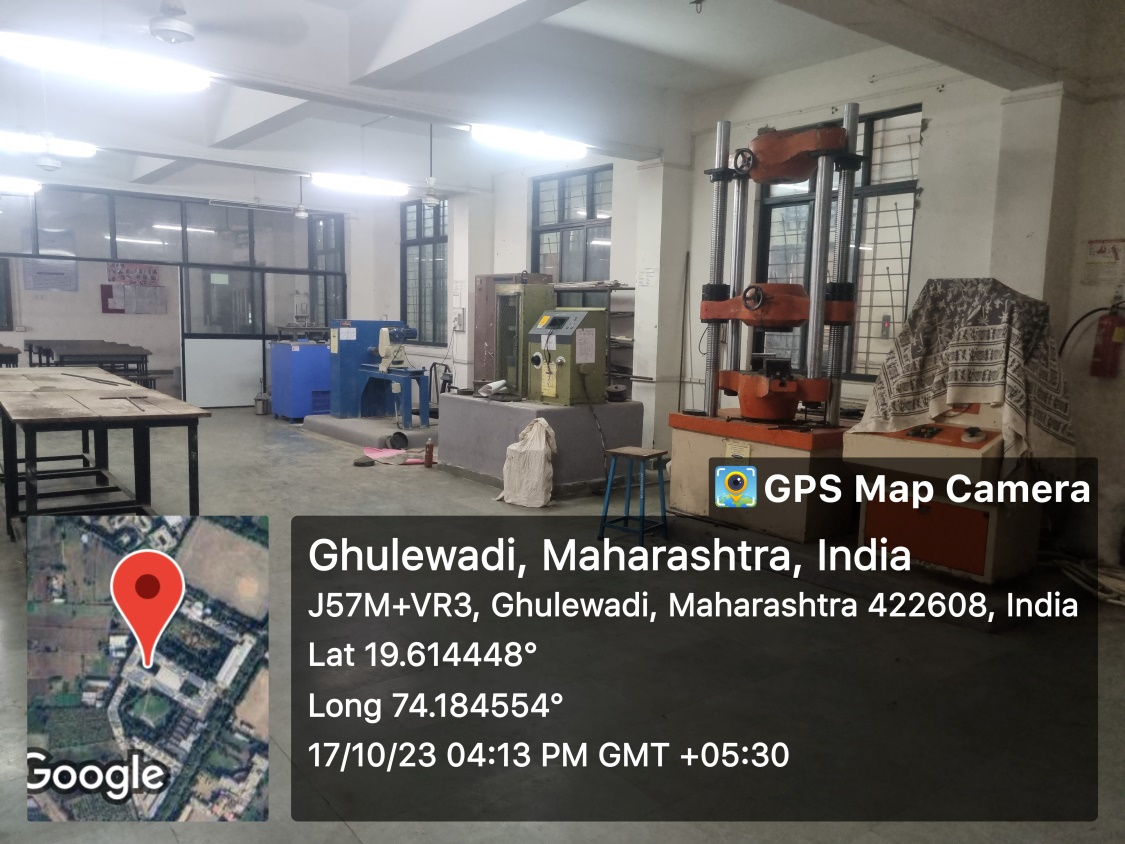 GPS Map Camera
Ghulewadi, Maharashtra, India
J57M+VR3, Ghulewadi, Maharashtra 422608, India
Lat 19.614448°
Long 74.184554°
17/10/23 04:13 PM GMT +05:30
Google